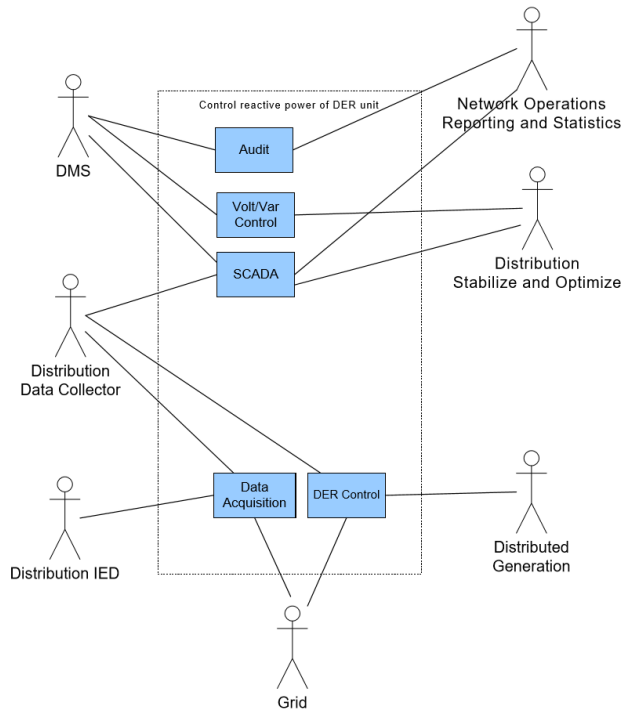 Control reactive power of DER unit
Network Operations
Reporting and Statistics
Audit
DMS
Volt/Var
Control
SCADA
Distribution
Stabilize and Optimize
Distribution
Data Collector
Data
Acquisition
DER Control
Distribution IED
Distributed
Generation
Grid